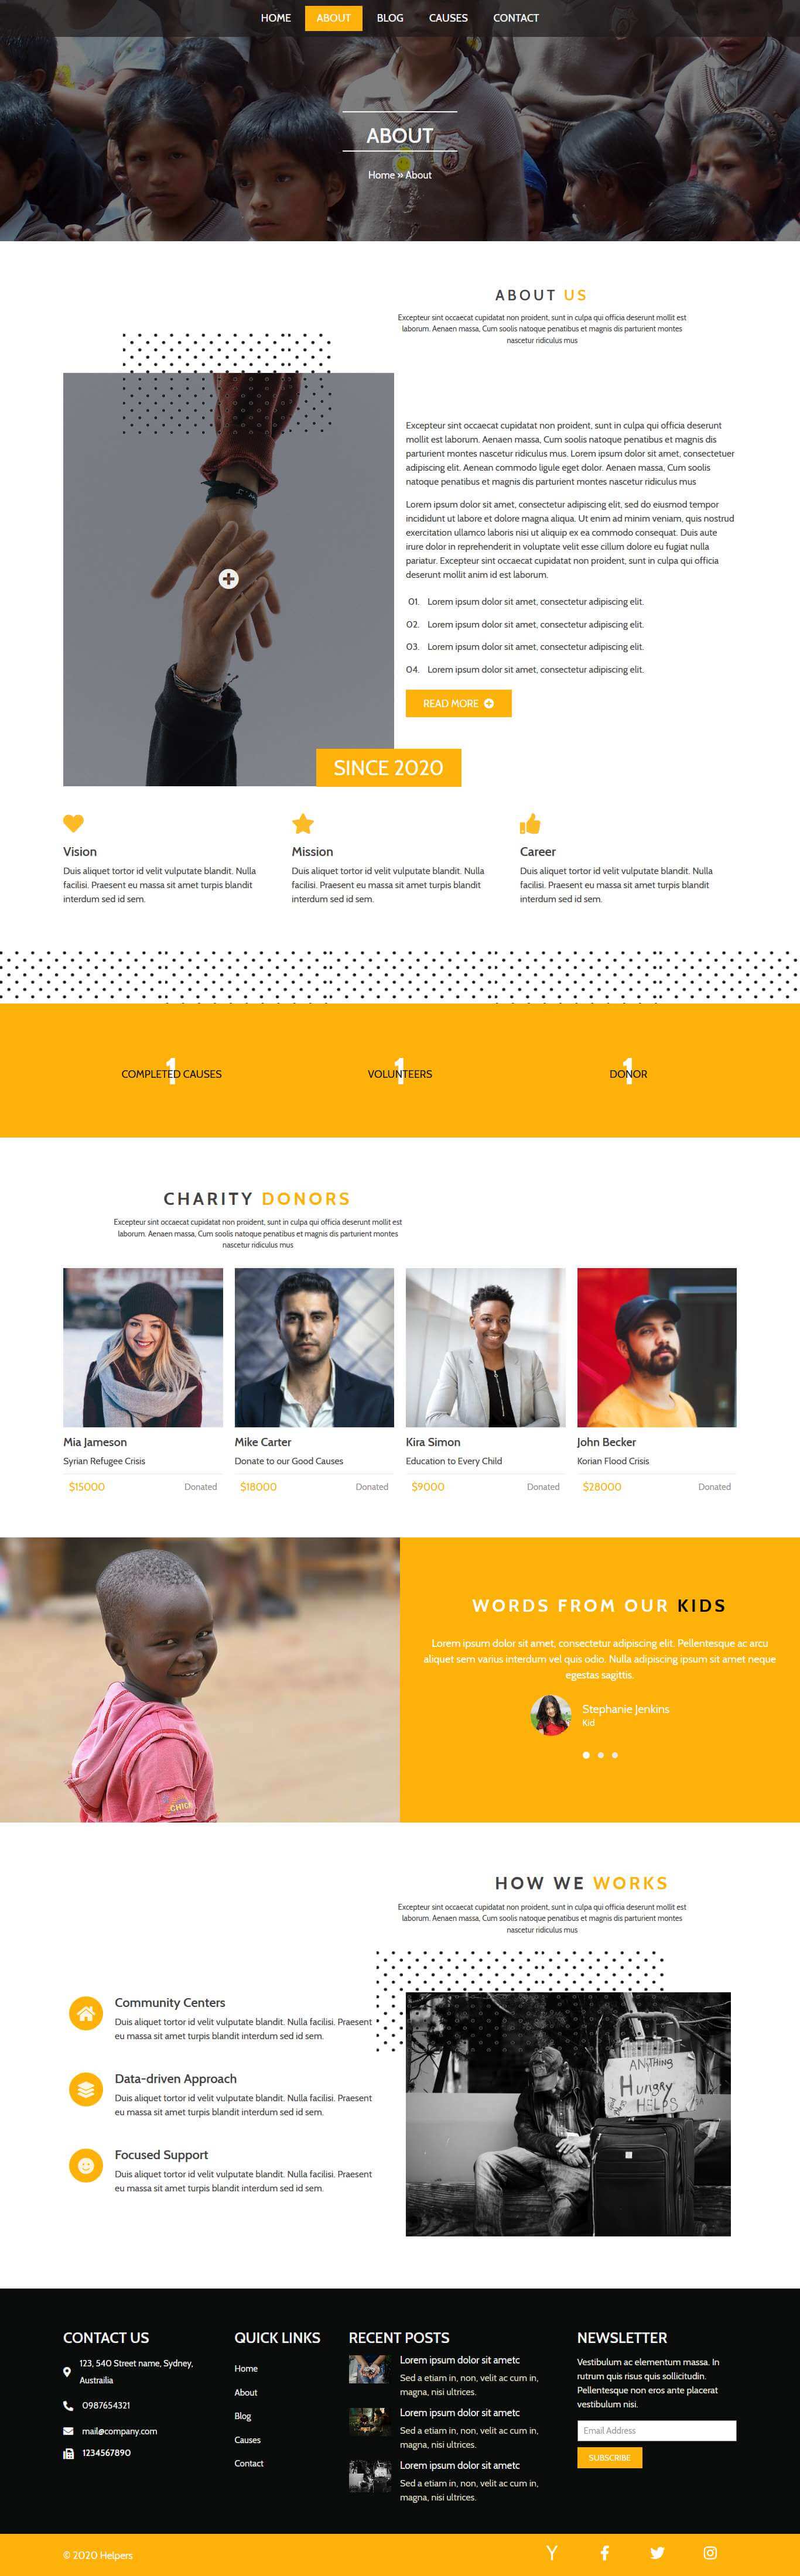 HOME ABOUT BLOG CAUSES CONTACT
ABOUT
Home » About
ABOUT US
Excepteur sint occaecat cupidatat non proident, sunt in culpa qui officia deserunt mollit est
laborum. Aenaen massa, Cum soolis natoque penatibus et magnis dis parturient montes
nascetur ridiculus mus
Excepteur sint occaecat cupidatat non proident, sunt in culpa qui officia deserunt
mollit est laborum. Aenaen massa, Cum soolis natoque penatibus et magnis dis
parturient montes nascetur ridiculus mus. Lorem ipsum dolor sit amet, consectetuer
adipiscing elit. Aenean commodo ligule eget dolor. Aenaen massa, Cum soolis
natoque penatibus et magnis dis parturient montes nascetur ridiculus mus
Lorem ipsum dolor sit amet, consectetur adipiscing elit, sed do eiusmod tempor
incididunt ut labore et dolore magna aliqua. Ut enim ad minim veniam, quis nostrud
exercitation ullamco laboris nisi ut aliquip ex ea commodo consequat. Duis aute
irure dolor in reprehenderit in voluptate velit esse cillum dolore eu fugiat nulla
pariatur. Excepteur sint occaecat cupidatat non proident, sunt in culpa qui officia
deserunt mollit anim id est laborum.
01. Lorem ipsum dolor sit amet, consectetur adipiscing elit.
02. Lorem ipsum dolor sit amet, consectetur adipiscing elit.
03. Lorem ipsum dolor sit amet, consectetur adipiscing elit.
04. Lorem ipsum dolor sit amet, consectetur adipiscing elit.
READ MORE
SINCE 2020
Vision
Duis aliquet tortor id velit vulputate blandit. Nulla
facilisi. Praesent eu massa sit amet turpis blandit
interdum sed id sem.
Mission
Duis aliquet tortor id velit vulputate blandit. Nulla
facilisi. Praesent eu massa sit amet turpis blandit
interdum sed id sem.
Career
Duis aliquet tortor id velit vulputate blandit. Nulla
facilisi. Praesent eu massa sit amet turpis blandit
interdum sed id sem.
1
COMPLETED CAUSES
1
VOLUNTEERS
1
DONOR
CHARITY DONORS
Excepteur sint occaecat cupidatat non proident, sunt in culpa qui officia deserunt mollit est
laborum. Aenaen massa, Cum soolis natoque penatibus et magnis dis parturient montes
nascetur ridiculus mus
Mia Jameson
Syrian Refugee Crisis
$15000 Donated
Mike Carter
Donate to our Good Causes
$18000 Donated
Kira Simon
Education to Every Child
$9000 Donated
John Becker
Korian Flood Crisis
$28000 Donated
CHICK
WORDS FROM OUR KIDS
Lorem ipsum dolor sit amet, consectetur adipiscing elit. Pellentesque ac arcu
aliquet sem varius interdum vel quis odio. Nulla adipiscing ipsum sit amet neque
egestas sagittis.
Stephanie Jenkins
Kid
HOW WE WORKS
Excepteur sint occaecat cupidatat non proident, sunt in culpa qui officia deserunt mollit est
laborum. Aenaen massa, Cum soolis natoque penatibus et magnis dis parturient montes
nascetur ridiculus mus
Community Centers
Duis aliquet tortor id velit vulputate blandit. Nulla facilisi. Praesent
eu massa sit amet turpis blandit interdum sed id sem.
Data-driven Approach
Duis aliquet tortor id velit vulputate blandit. Nulla facilisi. Praesent
eu massa sit amet turpis blandit interdum sed id sem.
Focused Support
Duis aliquet tortor id velit vulputate blandit. Nulla facilisi. Praesent
eu massa sit amet turpis blandit interdum sed id sem.
ANYTHING
HELPS
Hungry
CONTACT US
123, 540 Street name, Sydney,
Austrailia
0987654321
mail@company.com
1234567890
QUICK LINKS
Home
About
Blog
Causes
Contact
RECENT POSTS
Lorem ipsum dolor sit ametc
Sed a etiam in, non, velit ac cum in,
magna, nisi ultrices.
Lorem ipsum dolor sit ametc
Sed a etiam in, non, velit ac cum in,
magna, nisi ultrices.
Lorem ipsum dolor sit ametc
Sed a etiam in, non, velit ac cum in,
magna, nisi ultrices.
NEWSLETTER
Vestibulum ac elementum massa. In
rutrum quis risus quis sollicitudin.
Pellentesque non eros ante placerat
vestibulum nisi.
Email Address
SUBSCRIBE
© 2020 Helpers